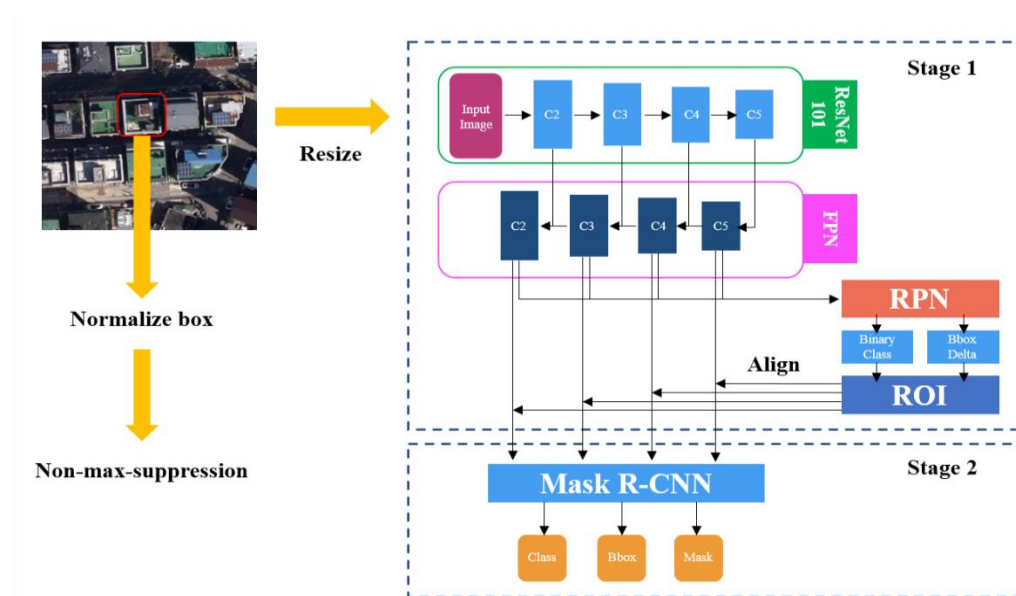 Stage 1
Input
Image
C2
C3
C4
C5
ResNet
101
Resize
C2
C3
C4
C5
FPN
Normalize box
RPN
Binary
Class
Bbox
Delta
Align
ROI
Non-max-suppression
Stage 2
Mask R-CNN
Class
Bbox
Mask